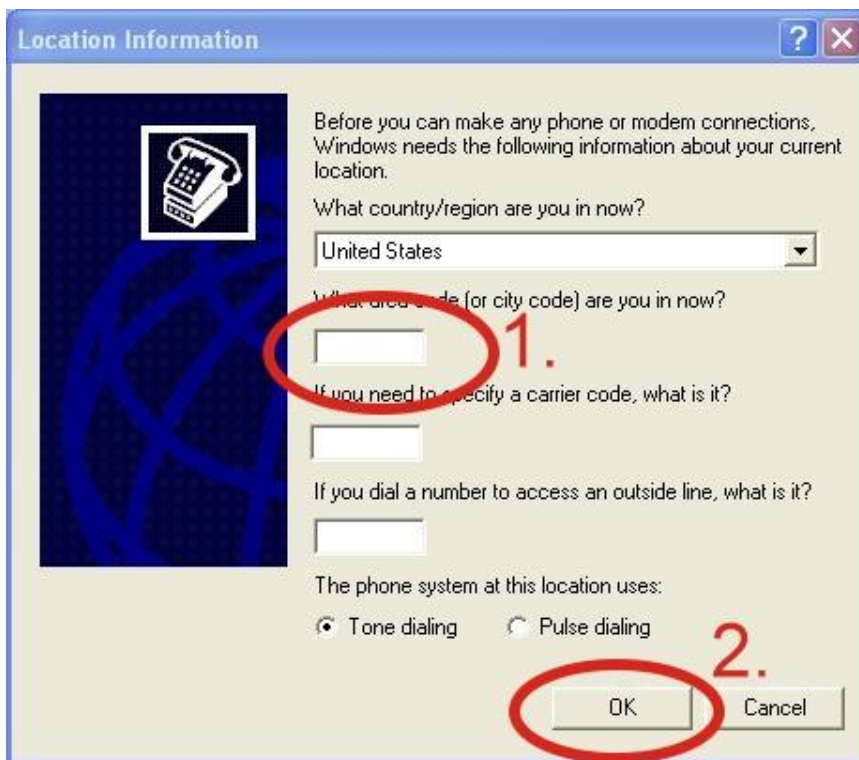 Location Information
Before you can make any phone or modem connections,
Windows needs the following information about your current
location.
What country/region are you in now?
United States
What area code (or city code) are you in now?
1.
If you need to specify a carrier code, what is it?
If you dial a number to access an outside line, what is it?
The phone system at this location uses:
Tone dialing Pulse dialing
2.
OK Cancel